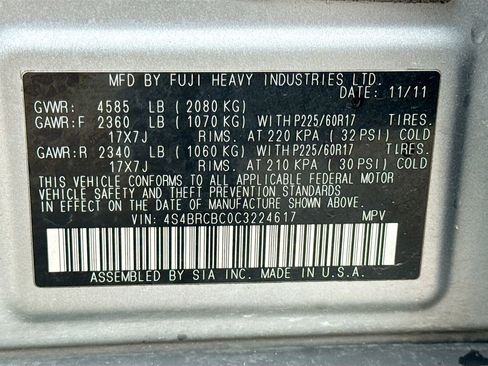 MFD BY FUJI HEAVY INDUSTRIES LTD.
DATE: 11/11
GVWR: 4585 LB (2080 KG)
GAWR:F 2360 LB (1070 KG) WITH P225/60R17 TIRES.
17X7J RIMS. AT 220 KPA (32 PSI) COLD
GAWR:R 2340 LB (1060 KG) WITH P225/60R17 TIRES.
17X7J RIMS. AT 210 KPA (30 PSI) COLD
THIS VEHICLE CONFORMS TO ALL APPLICABLE FEDERAL MOTOR
VEHICLE SAFETY AND THEFT PREVENTION STANDARDS
IN EFFECT ON THE DATE OF MANUFACTURE SHOWN ABOVE.
VIN: 4S4BRCBC0C3224617 MPV
ASSEMBLED BY SIA INC. MADE IN U.S.A.